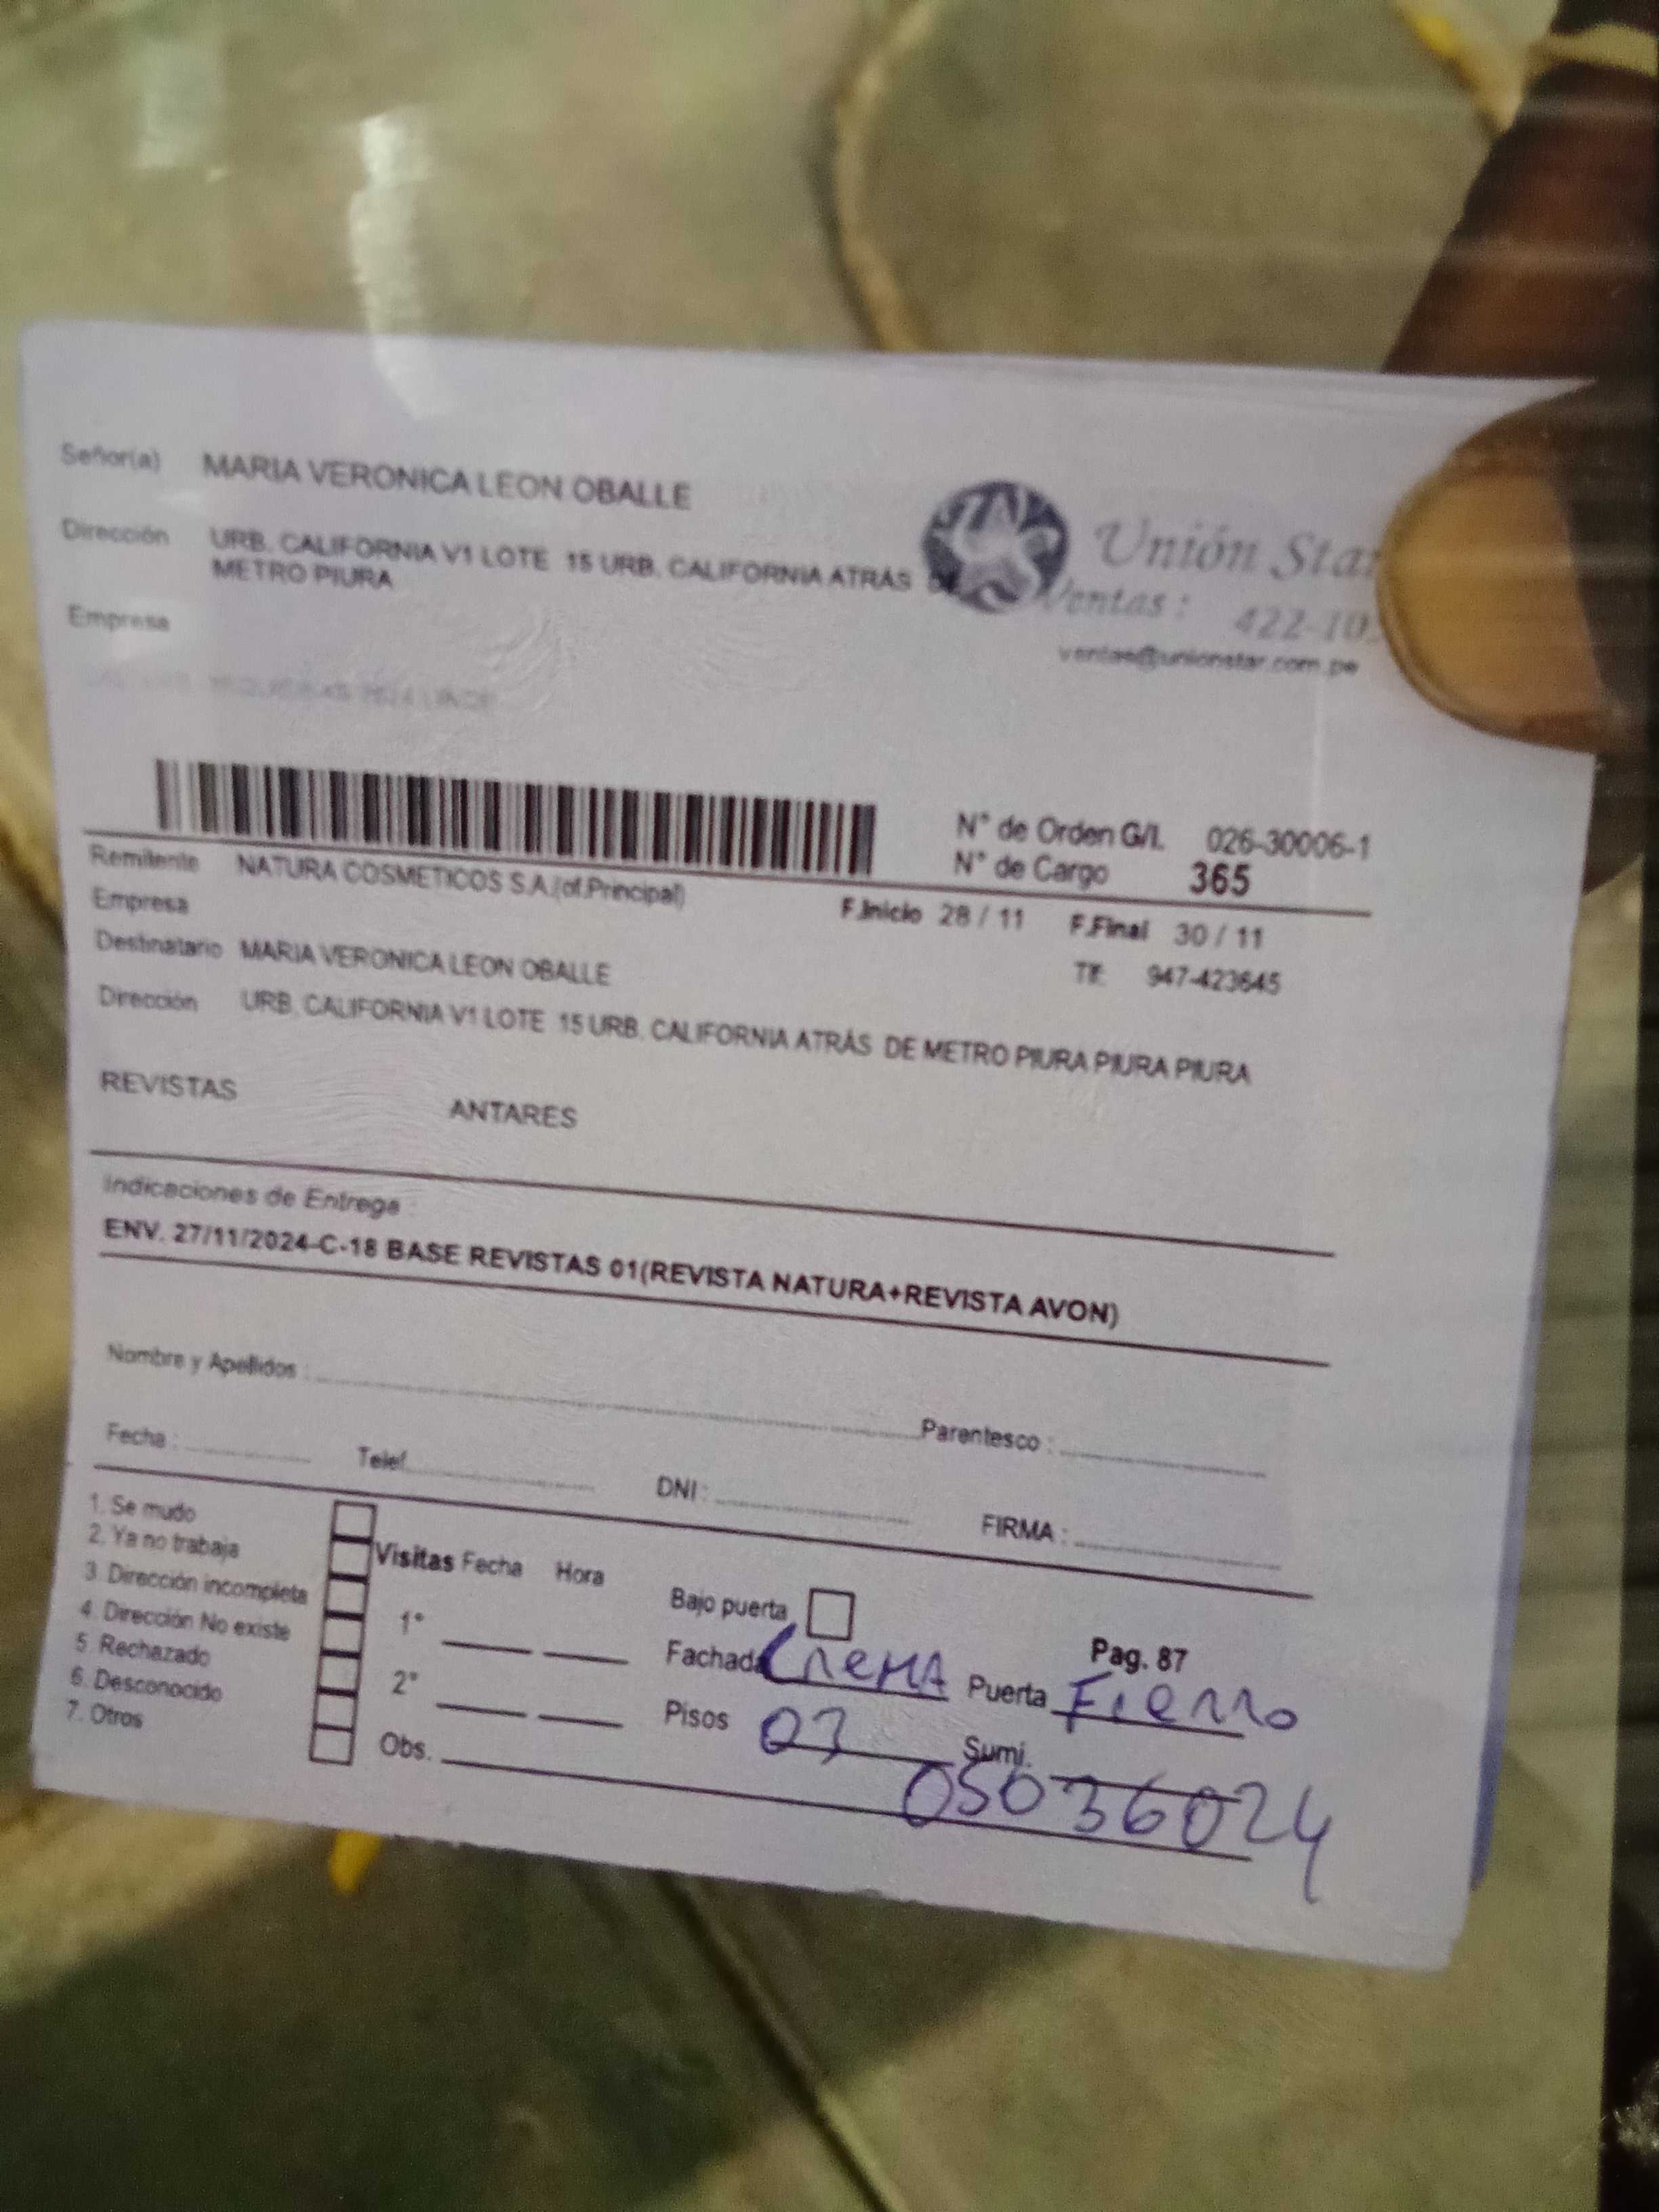 Señor(a) MARIA VERONICA LEON OBALLE
Dirección URB. CALIFORNIA V1 LOTE 15 URB. CALIFORNIA ATRÁS DE
METRO PIURA
Empresa
Unión Star
Ventas : 422-10
ventas@unionstar.com.pe
N° de Orden G/I. 026-30006-1
N° de Cargo 365
Remitente NATURA COSMETICOS S.A.(of.Principal)
Empresa F.Inicio 28 / 11 F.Final 30 / 11
Destinatario MARIA VERONICA LEON OBALLE Tlf: 947-423645
Dirección URB. CALIFORNIA V1 LOTE 15 URB. CALIFORNIA ATRÁS DE METRO PIURA PIURA PIURA
REVISTAS ANTARES
Indicaciones de Entrega :
ENV. 27/11/2024-C-18 BASE REVISTAS 01(REVISTA NATURA+REVISTA AVON)
Nombre y Apellidos : Parentesco :
Fecha : Telef. DNI : FIRMA :
1. Se mudo
2. Ya no trabaja
3. Dirección incompleta
4. Dirección No existe
5. Rechazado
6. Desconocido
7. Otros
Visitas Fecha Hora
1°
2°
Obs.
Bajo puerta
Pag. 87
Fachada CREMA Puerta Fierro
Pisos 03 Sumi.
05036024